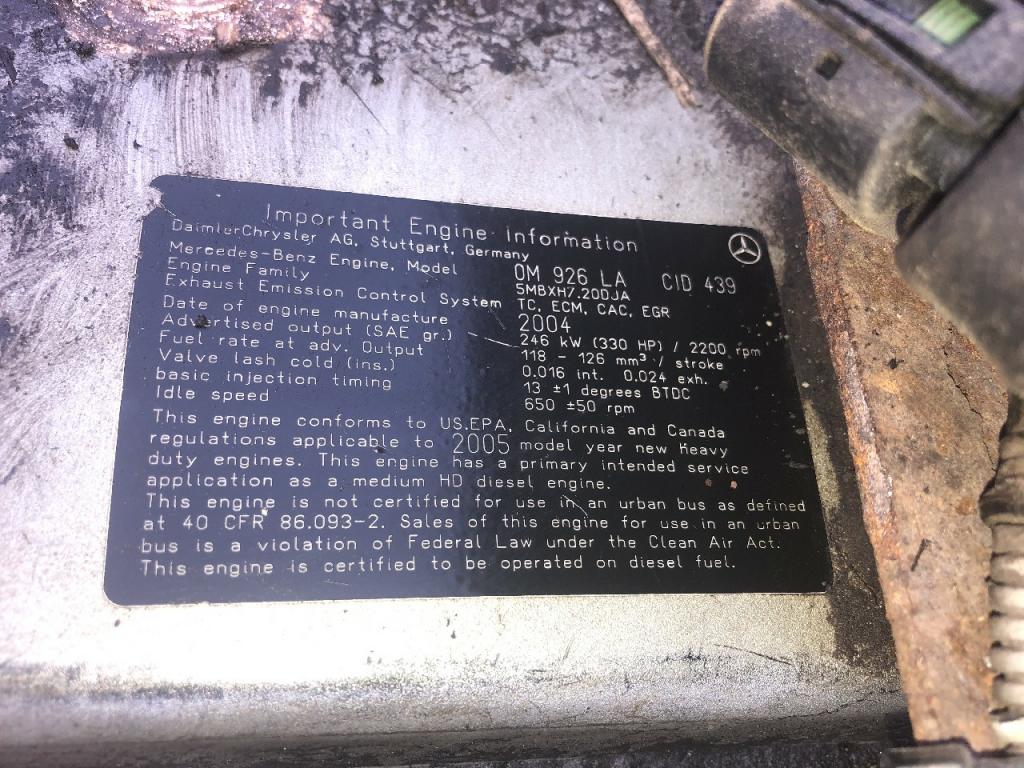 Important Engine Information
DaimlerChrysler AG, Stuttgart, Germany
Mercedes-Benz Engine, Model OM 926 LA CID 439
Engine Family 5MBXH7.20DJA
Exhaust Emission Control System TC, ECM, CAC, EGR
Date of engine manufacture 2004
Advertised output (SAE gr.) 246 kW (330 HP) / 2200 rpm
Fuel rate at adv. Output 118 - 126 mm³ / stroke
Valve lash cold (ins.) 0.016 int. 0.024 exh.
basic injection timing 13 ±1 degrees BTDC
Idle speed 650 ±50 rpm
This engine conforms to US.EPA, California and Canada
regulations applicable to 2005 model year new Heavy
duty engines. This engine has a primary intended service
application as a medium HD diesel engine.
This engine is not certified for use in an urban bus as defined
at 40 CFR 86.093-2. Sales of this engine for use in an urban
bus is a violation of Federal Law under the Clean Air Act.
This engine is certified to be operated on diesel fuel.